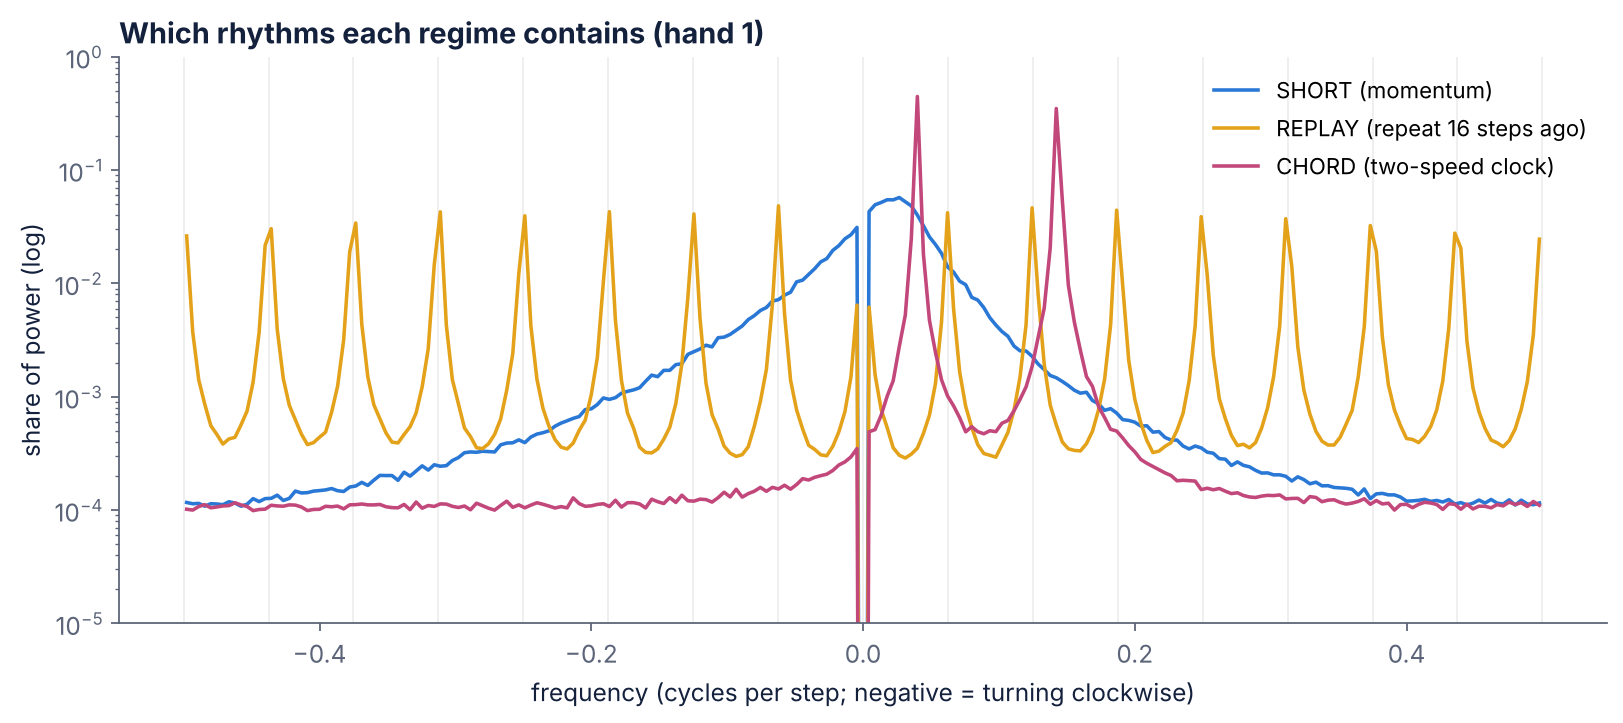 Which rhythms each regime contains (hand 1)
SHORT (momentum)
REPLAY (repeat 16 steps ago)
CHORD (two-speed clock)
share of power (log)
10⁰
10⁻¹
10⁻²
10⁻³
10⁻⁴
10⁻⁵
−0.4 −0.2 0.0 0.2 0.4
frequency (cycles per step; negative = turning clockwise)